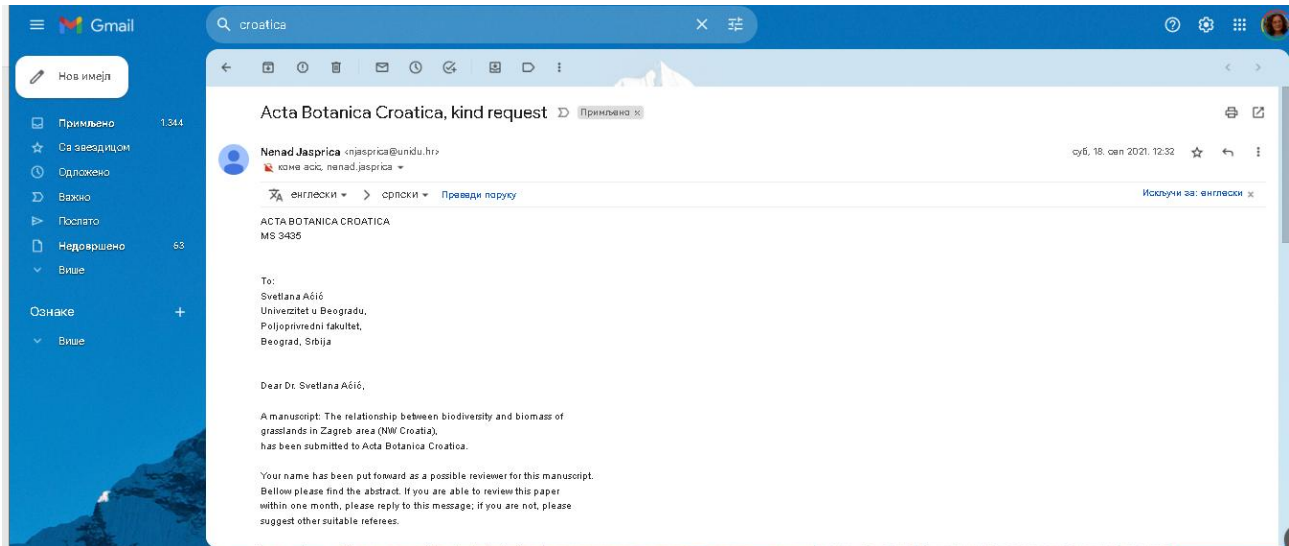 Gmail
croatica
Нов имејл
Примљено 1.344
Са звездицом
Одложено
Важно
Послато
Недовршено 63
Више
Ознаке
Више
Acta Botanica Croatica, kind request Примљено x
Nenad Jasprica <njasprica@unidu.hr>
суб, 18. сеп 2021. 12:32
коме acic, nenad.jasprica
енглески > српски Преведи поруку
Искључи за: енглески x
ACTA BOTANICA CROATICA
MS 3435
To:
Svetlana Aćić
Univerzitet u Beogradu,
Poljoprivredni fakultet,
Beograd, Srbija
Dear Dr. Svetlana Aćić,
A manuscript: The relationship between biodiversity and biomass of
grasslands in Zagreb area (NW Croatia),
has been submitted to Acta Botanica Croatica.
Your name has been put forward as a possible reviewer for this manuscript.
Bellow please find the abstract. If you are able to review this paper
within one month, please reply to this message; if you are not, please
suggest other suitable referees.